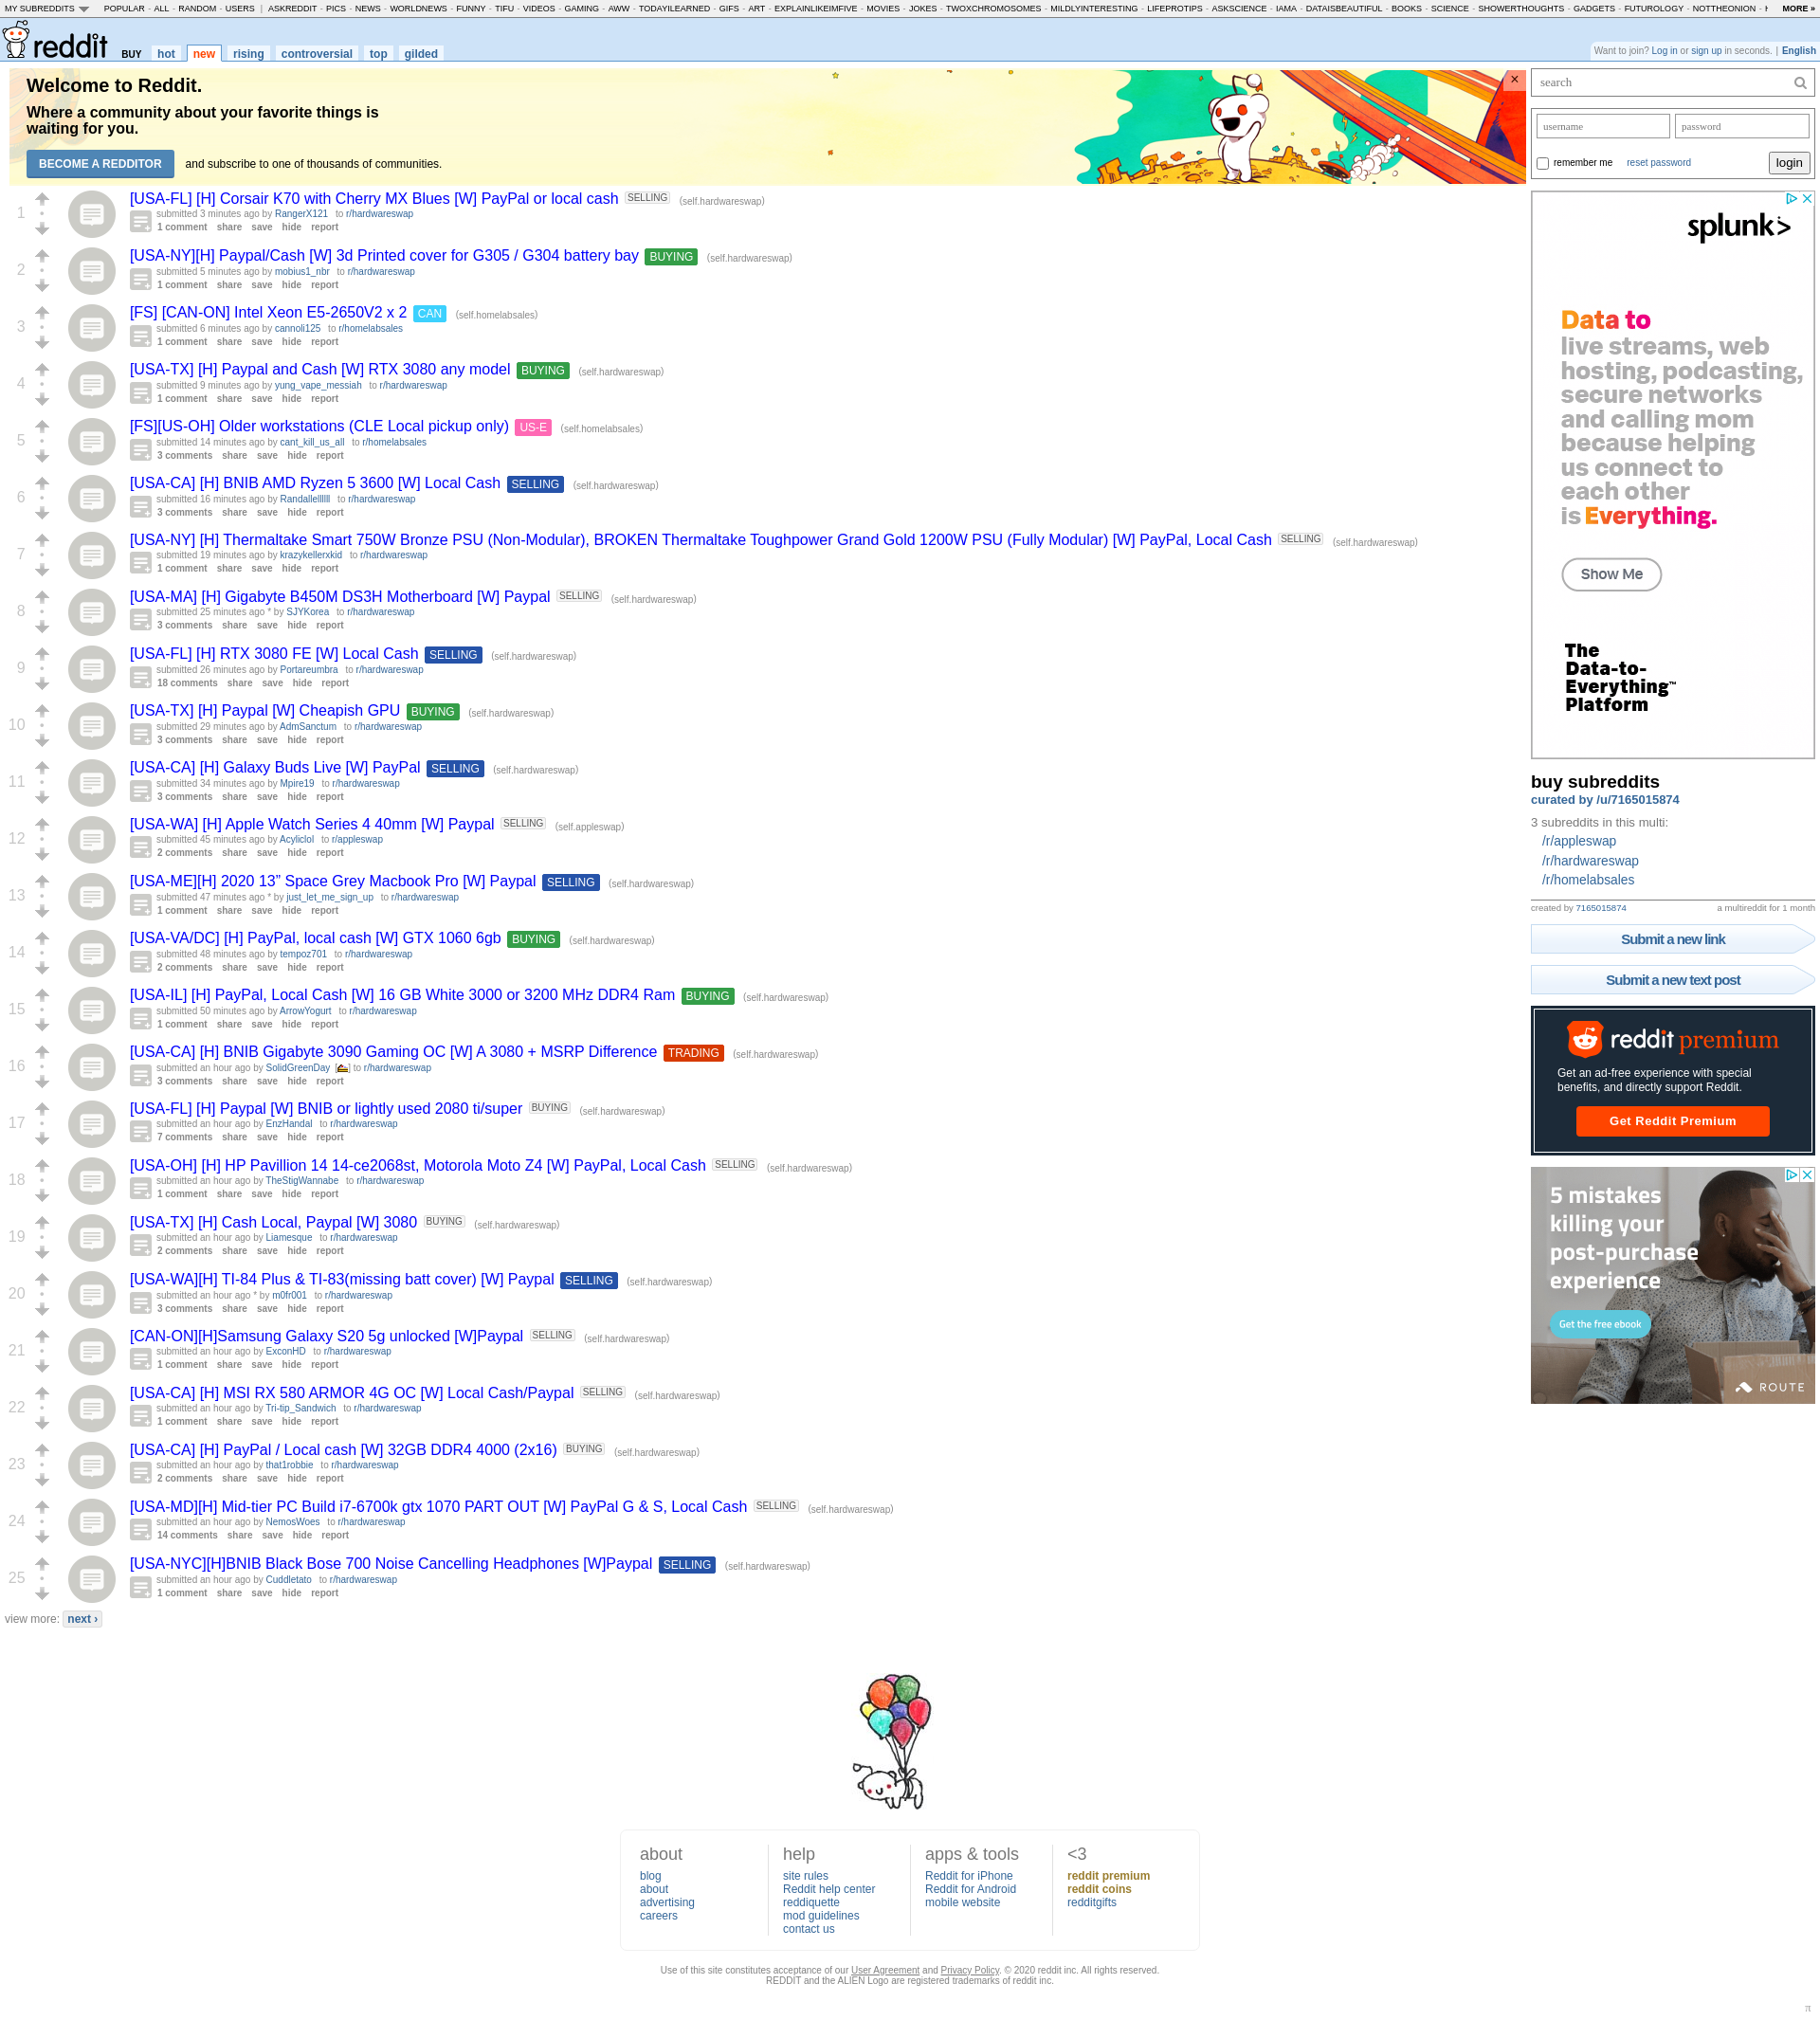 MY SUBREDDITS POPULAR - ALL - RANDOM - USERS | ASKREDDIT - PICS - NEWS - WORLDNEWS - FUNNY - TIFU - VIDEOS - GAMING - AWW - TODAYILEARNED - GIFS - ART - EXPLAINLIKEIMFIVE - MOVIES - JOKES - TWOXCHROMOSOMES - MILDLYINTERESTING - LIFEPROTIPS - ASKSCIENCE - IAMA - DATAISBEAUTIFUL - BOOKS - SCIENCE - SHOWERTHOUGHTS - GADGETS - FUTUROLOGY - NOTTHEONION - MORE »
reddit BUY hot new rising controversial top gilded
Want to join? Log in or sign up in seconds. | English
Welcome to Reddit.
Where a community about your favorite things is
waiting for you.
BECOME A REDDITOR and subscribe to one of thousands of communities.
×
1
[USA-FL] [H] Corsair K70 with Cherry MX Blues [W] PayPal or local cash SELLING (self.hardwareswap)
submitted 3 minutes ago by RangerX121 to r/hardwareswap
1 comment share save hide report
2
[USA-NY][H] Paypal/Cash [W] 3d Printed cover for G305 / G304 battery bay BUYING (self.hardwareswap)
submitted 5 minutes ago by mobius1_nbr to r/hardwareswap
1 comment share save hide report
3
[FS] [CAN-ON] Intel Xeon E5-2650V2 x 2 CAN (self.homelabsales)
submitted 6 minutes ago by cannoli125 to r/homelabsales
1 comment share save hide report
4
[USA-TX] [H] Paypal and Cash [W] RTX 3080 any model BUYING (self.hardwareswap)
submitted 9 minutes ago by yung_vape_messiah to r/hardwareswap
1 comment share save hide report
5
[FS][US-OH] Older workstations (CLE Local pickup only) US-E (self.homelabsales)
submitted 14 minutes ago by cant_kill_us_all to r/homelabsales
3 comments share save hide report
6
[USA-CA] [H] BNIB AMD Ryzen 5 3600 [W] Local Cash SELLING (self.hardwareswap)
submitted 16 minutes ago by to r/hardwareswap
3 comments share save hide report
7
[USA-NY] [H] Thermaltake Smart 750W Bronze PSU (Non-Modular), BROKEN Thermaltake Toughpower Grand Gold 1200W PSU (Fully Modular) [W] PayPal, Local Cash SELLING (self.hardwareswap)
submitted 19 minutes ago by krazykellerxkid to r/hardwareswap
1 comment share save hide report
8
[USA-MA] [H] Gigabyte B450M DS3H Motherboard [W] Paypal SELLING (self.hardwareswap)
submitted 25 minutes ago * by SJYKorea to r/hardwareswap
3 comments share save hide report
9
[USA-FL] [H] RTX 3080 FE [W] Local Cash SELLING (self.hardwareswap)
submitted 26 minutes ago by Portareumbra to r/hardwareswap
18 comments share save hide report
10
[USA-TX] [H] Paypal [W] Cheapish GPU BUYING (self.hardwareswap)
submitted 29 minutes ago by AdmSanctum to r/hardwareswap
3 comments share save hide report
11
[USA-CA] [H] Galaxy Buds Live [W] PayPal SELLING (self.hardwareswap)
submitted 34 minutes ago by Mpire19 to r/hardwareswap
3 comments share save hide report
12
[USA-WA] [H] Apple Watch Series 4 40mm [W] Paypal SELLING (self.appleswap)
submitted 45 minutes ago by Acyliclol to r/appleswap
2 comments share save hide report
13
[USA-ME][H] 2020 13” Space Grey Macbook Pro [W] Paypal SELLING (self.hardwareswap)
submitted 47 minutes ago * by just_let_me_sign_up to r/hardwareswap
1 comment share save hide report
14
[USA-VA/DC] [H] PayPal, local cash [W] GTX 1060 6gb BUYING (self.hardwareswap)
submitted 48 minutes ago by tempoz701 to r/hardwareswap
2 comments share save hide report
15
[USA-IL] [H] PayPal, Local Cash [W] 16 GB White 3000 or 3200 MHz DDR4 Ram BUYING (self.hardwareswap)
submitted 50 minutes ago by ArrowYogurt to r/hardwareswap
1 comment share save hide report
16
[USA-CA] [H] BNIB Gigabyte 3090 Gaming OC [W] A 3080 + MSRP Difference TRADING (self.hardwareswap)
submitted an hour ago by SolidGreenDay [] to r/hardwareswap
3 comments share save hide report
17
[USA-FL] [H] Paypal [W] BNIB or lightly used 2080 ti/super BUYING (self.hardwareswap)
submitted an hour ago by EnzHandal to r/hardwareswap
7 comments share save hide report
18
[USA-OH] [H] HP Pavillion 14 14-ce2068st, Motorola Moto Z4 [W] PayPal, Local Cash SELLING (self.hardwareswap)
submitted an hour ago by TheStigWannabe to r/hardwareswap
1 comment share save hide report
19
[USA-TX] [H] Cash Local, Paypal [W] 3080 BUYING (self.hardwareswap)
submitted an hour ago by Liamesque to r/hardwareswap
2 comments share save hide report
20
[USA-WA][H] TI-84 Plus & TI-83(missing batt cover) [W] Paypal SELLING (self.hardwareswap)
submitted an hour ago * by m0fr001 to r/hardwareswap
3 comments share save hide report
21
[CAN-ON][H]Samsung Galaxy S20 5g unlocked [W]Paypal SELLING (self.hardwareswap)
submitted an hour ago by ExconHD to r/hardwareswap
1 comment share save hide report
22
[USA-CA] [H] MSI RX 580 ARMOR 4G OC [W] Local Cash/Paypal SELLING (self.hardwareswap)
submitted an hour ago by Tri-tip_Sandwich to r/hardwareswap
1 comment share save hide report
23
[USA-CA] [H] PayPal / Local cash [W] 32GB DDR4 4000 (2x16) BUYING (self.hardwareswap)
submitted an hour ago by that1robbie to r/hardwareswap
2 comments share save hide report
24
[USA-MD][H] Mid-tier PC Build i7-6700k gtx 1070 PART OUT [W] PayPal G & S, Local Cash SELLING (self.hardwareswap)
submitted an hour ago by NemosWoes to r/hardwareswap
14 comments share save hide report
25
[USA-NYC][H]BNIB Black Bose 700 Noise Cancelling Headphones [W]Paypal SELLING (self.hardwareswap)
submitted an hour ago by Cuddletato to r/hardwareswap
1 comment share save hide report
view more: next ›
search
username password
remember me reset password login
splunk>
Data to
live streams, web
hosting, podcasting,
secure networks
and calling mom
because helping
us connect to
each other
is Everything.
Show Me
The
Data-to-
Everything™
Platform
buy subreddits
curated by /u/7165015874
3 subreddits in this multi:
/r/appleswap
/r/hardwareswap
/r/homelabsales
created by 7165015874 a multireddit for 1 month
Submit a new link
Submit a new text post
reddit premium
Get an ad-free experience with special
benefits, and directly support Reddit.
Get Reddit Premium
5 mistakes
killing your
post-purchase
experience
Get the free ebook
ROUTE
about
blog
about
advertising
careers
help
site rules
Reddit help center
reddiquette
mod guidelines
contact us
apps & tools
Reddit for iPhone
Reddit for Android
mobile website
<3
reddit premium
reddit coins
redditgifts
Use of this site constitutes acceptance of our User Agreement and Privacy Policy. © 2020 reddit inc. All rights reserved.
REDDIT and the ALIEN Logo are registered trademarks of reddit inc.
π